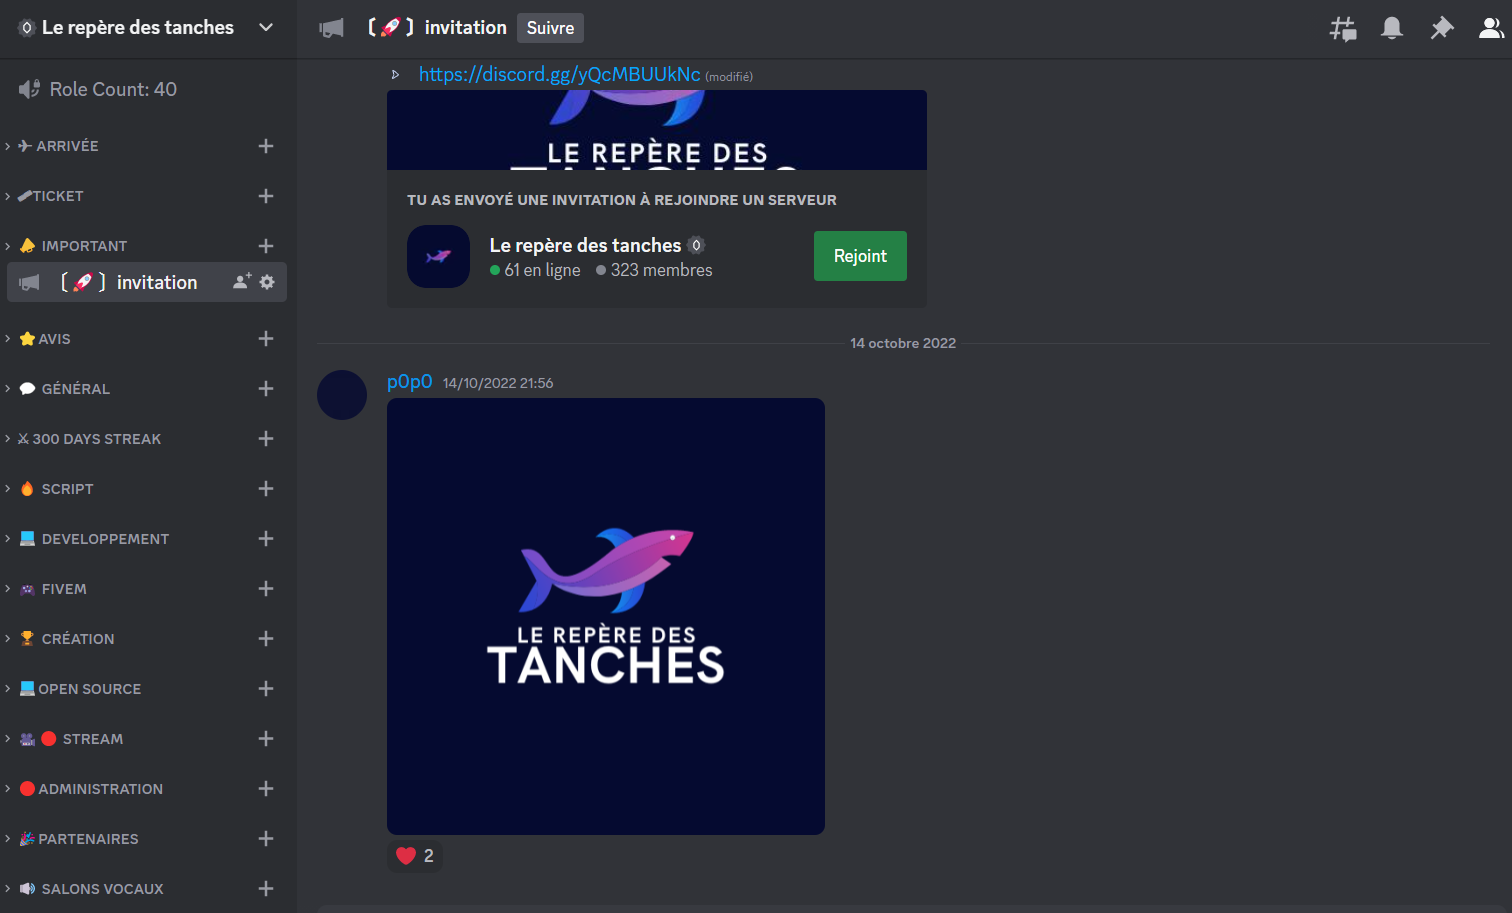 Le repère des tanches
Role Count: 40
ARRIVÉE
TICKET
IMPORTANT
〔🚀〕 invitation
AVIS
GÉNÉRAL
300 DAYS STREAK
SCRIPT
DEVELOPPEMENT
FIVEM
CRÉATION
OPEN SOURCE
STREAM
ADMINISTRATION
PARTENAIRES
SALONS VOCAUX
〔🚀〕 invitation Suivre
https://discord.gg/yQcMBUUkNc (modifié)
LE REPÈRE DES
TANCHES
TU AS ENVOYÉ UNE INVITATION À REJOINDRE UN SERVEUR
Le repère des tanches
61 en ligne 323 membres
Rejoint
14 octobre 2022
p0p0 14/10/2022 21:56
LE REPÈRE DES
TANCHES
2